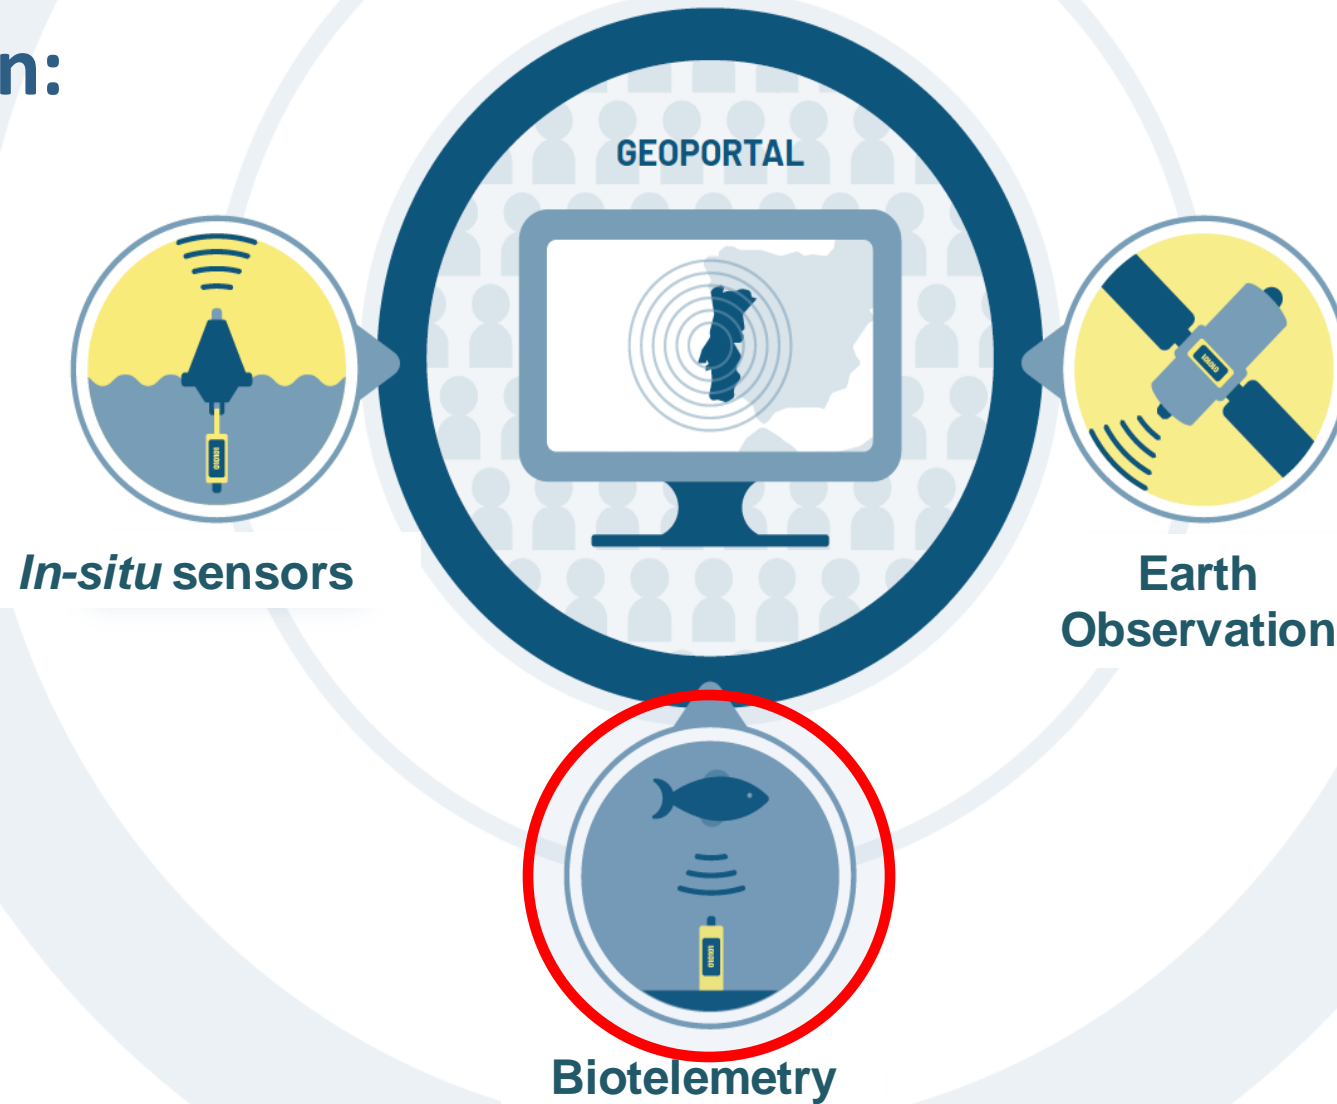 n:
GEOPORTAL
In-situ sensors
Earth
Observation
Biotelemetry